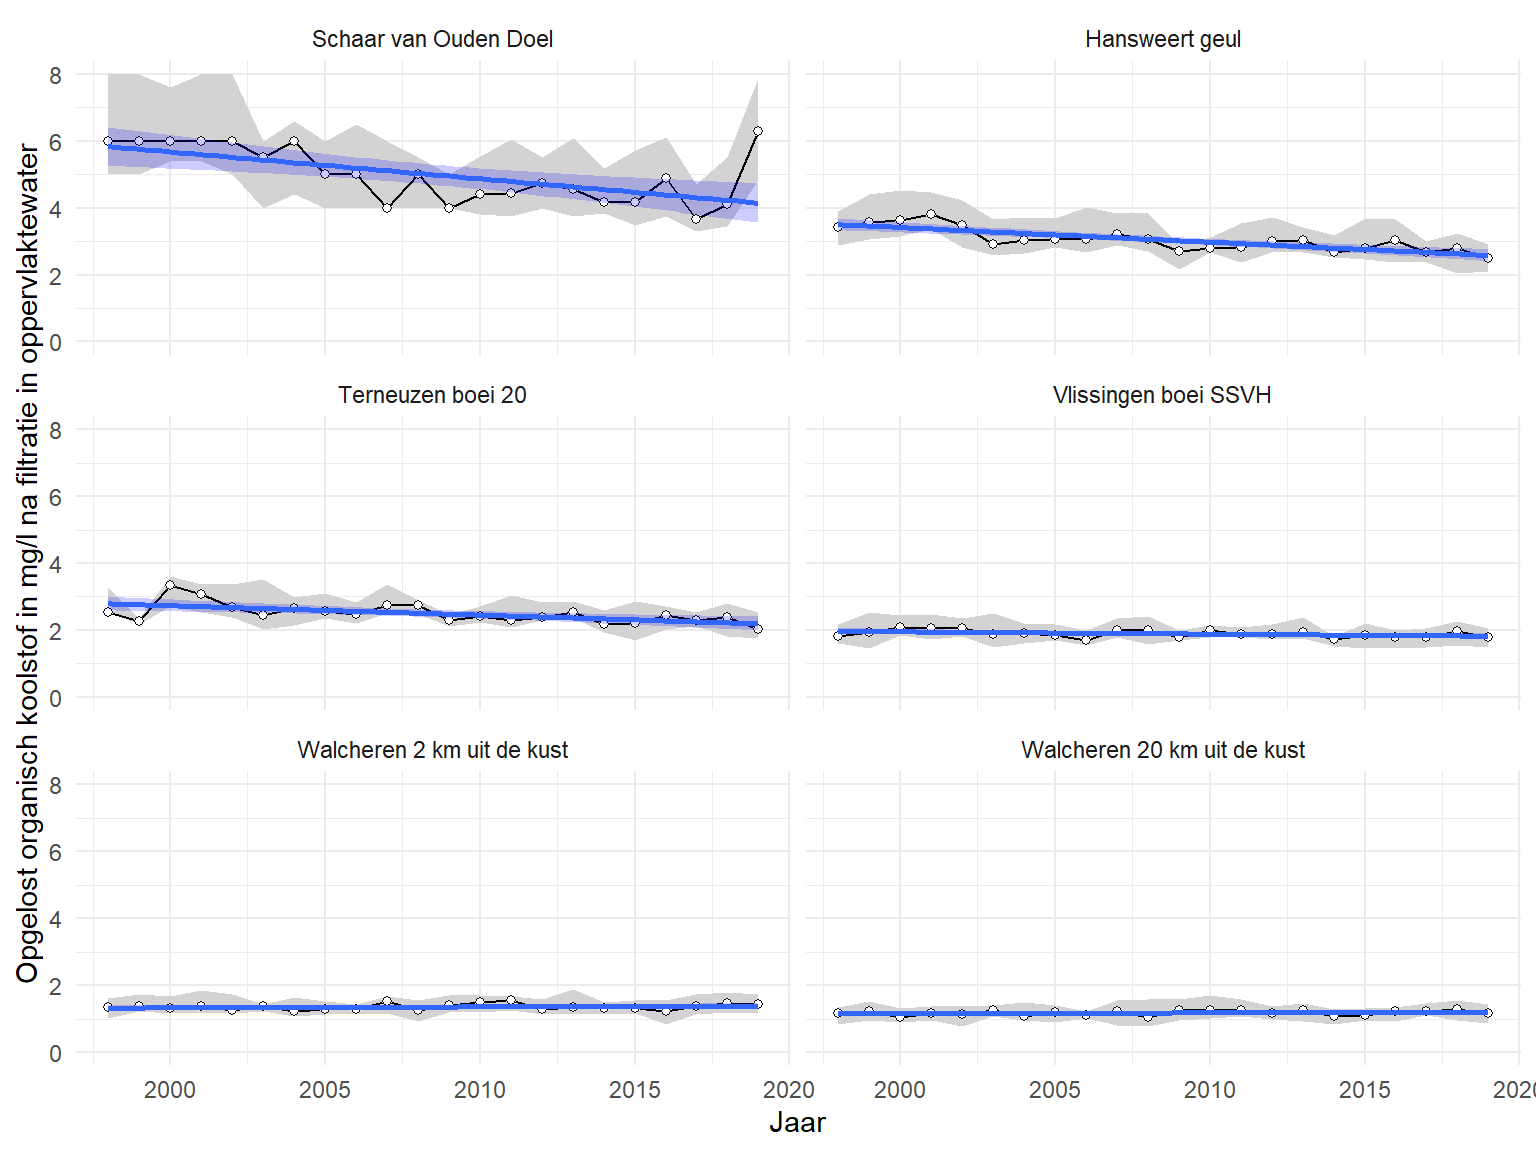 Schaar van Ouden Doel
Hansweert geul
8
6
4
2
0
Terneuzen boei 20
Vlissingen boei SSVH
8
6
4
2
0
Walcheren 2 km uit de kust
Walcheren 20 km uit de kust
8
6
4
2
0
Opgelost organisch koolstof in mg/l na filtratie in oppervlaktewater
2000 2005 2010 2015 2020 2000 2005 2010 2015 2020
Jaar